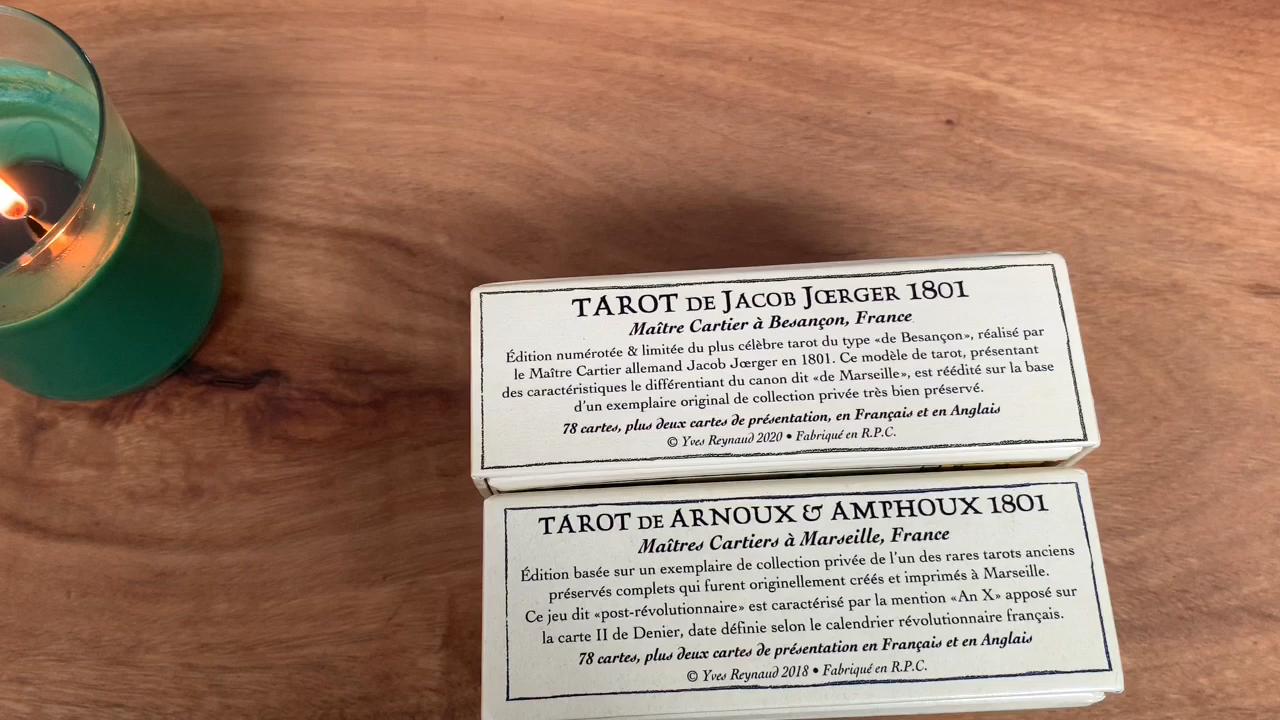 TAROT DE JACOB JŒRGER 1801
Maître Cartier à Besançon, France
Édition numérotée & limitée du plus célèbre tarot du type «de Besançon», réalisé par
le Maître Cartier allemand Jacob Jœrger en 1801. Ce modèle de tarot, présentant
des caractéristiques le différentiant du canon dit «de Marseille», est réédité sur la base
d'un exemplaire original de collection privée très bien préservé.
78 cartes, plus deux cartes de présentation, en Français et en Anglais
© Yves Reynaud 2020 • Fabriqué en R.P.C.
TAROT DE ARNOUX & AMPHOUX 1801
Maîtres Cartiers à Marseille, France
Édition basée sur un exemplaire de collection privée de l'un des rares tarots anciens
préservés complets qui furent originellement créés et imprimés à Marseille.
Ce jeu dit «post-révolutionnaire» est caractérisé par la mention «An X» apposé sur
la carte II de Denier, date définie selon le calendrier révolutionnaire français.
78 cartes, plus deux cartes de présentation en Français et en Anglais
© Yves Reynaud 2018 • Fabriqué en R.P.C.